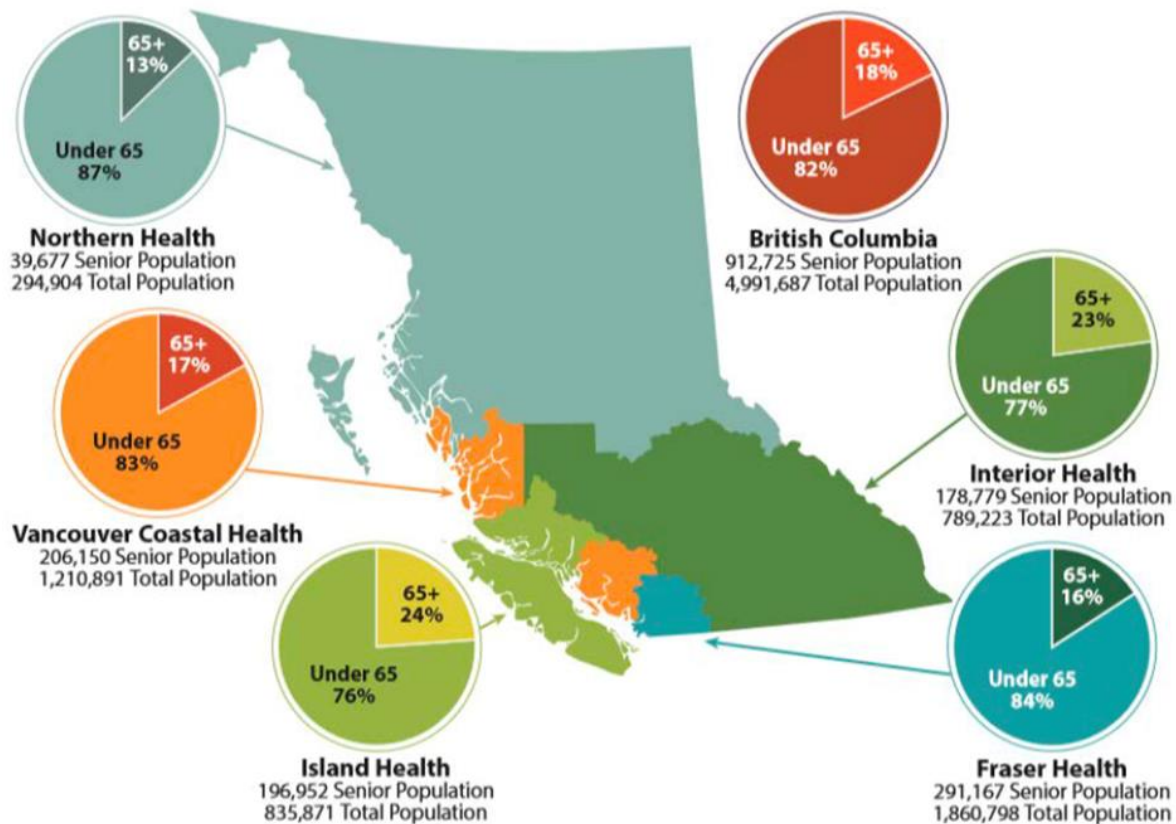 65+
13%
Under 65
87%
Northern Health
39,677 Senior Population
294,904 Total Population
65+
18%
Under 65
82%
British Columbia
912,725 Senior Population
4,991,687 Total Population
65+
17%
Under 65
83%
Vancouver Coastal Health
206,150 Senior Population
1,210,891 Total Population
65+
23%
Under 65
77%
Interior Health
178,779 Senior Population
789,223 Total Population
65+
24%
Under 65
76%
Island Health
196,952 Senior Population
835,871 Total Population
65+
16%
Under 65
84%
Fraser Health
291,167 Senior Population
1,860,798 Total Population